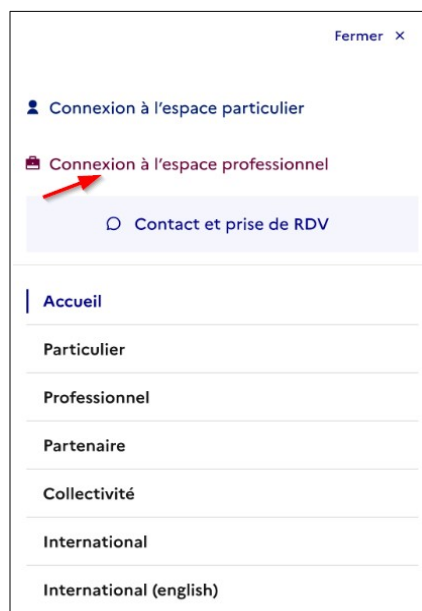 Fermer ×
Connexion à l'espace particulier
Connexion à l'espace professionnel
Contact et prise de RDV
Accueil
Particulier
Professionnel
Partenaire
Collectivité
International
International (english)